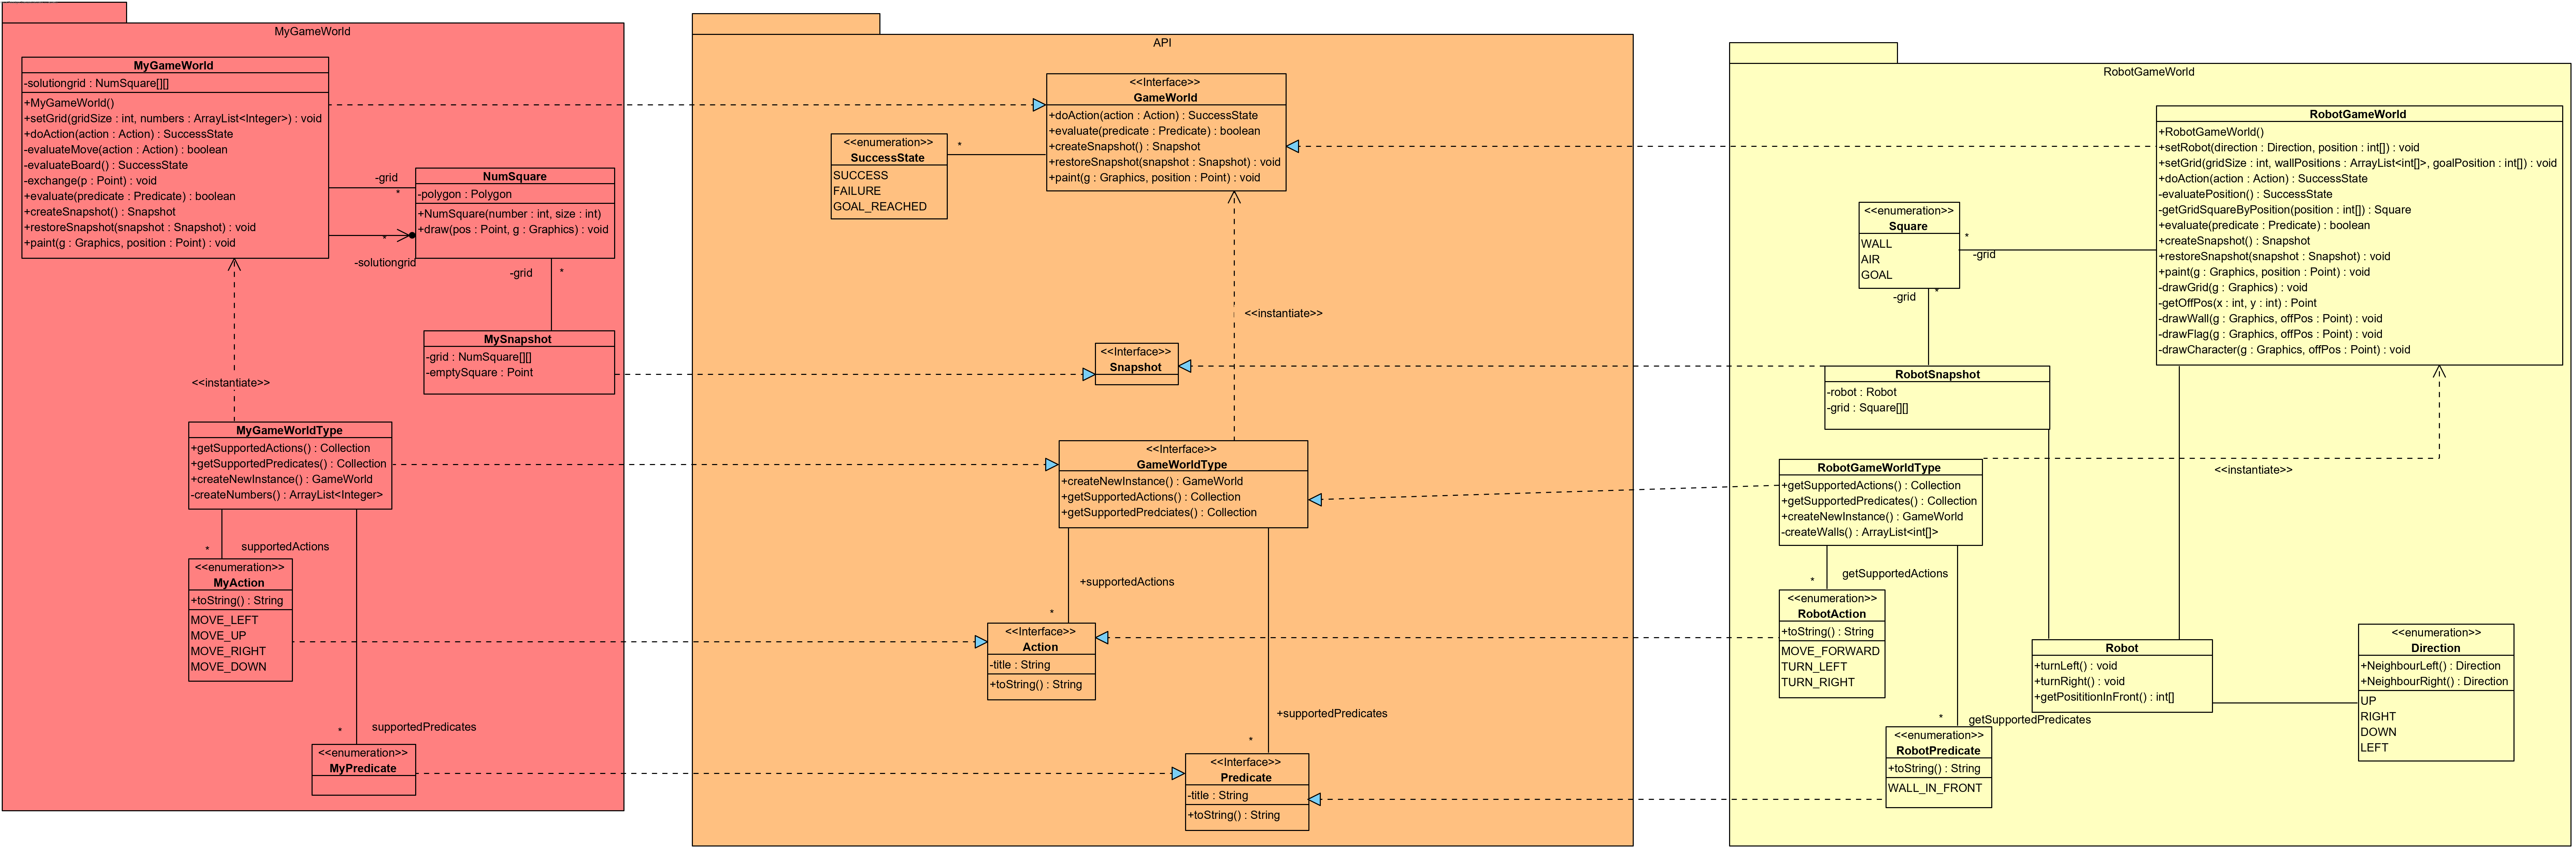 MyGameWorld
MyGameWorld
-solutiongrid : NumSquare[][]
+MyGameWorld()
+setGrid(gridSize : int, numbers : ArrayList<Integer>) : void
+doAction(action : Action) : SuccessState
-evaluateMove(action : Action) : boolean
-evaluateBoard() : SuccessState
-exchange(p : Point) : void
+evaluate(predicate : Predicate) : boolean
+createSnapshot() : Snapshot
+restoreSnapshot(snapshot : Snapshot) : void
+paint(g : Graphics, position : Point) : void
-grid
*
*
-solutiongrid
NumSquare
-polygon : Polygon
+NumSquare(number : int, size : int)
+draw(pos : Point, g : Graphics) : void
-grid
*
MySnapshot
-grid : NumSquare[][]
-emptySquare : Point
<<instantiate>>
MyGameWorldType
+getSupportedActions() : Collection
+getSupportedPredicates() : Collection
+createNewInstance() : GameWorld
-createNumbers() : ArrayList<Integer>
*
supportedActions
<<enumeration>>
MyAction
+toString() : String
MOVE_LEFT
MOVE_UP
MOVE_RIGHT
MOVE_DOWN
*
supportedPredicates
<<enumeration>>
MyPredicate
API
<<Interface>>
GameWorld
+doAction(action : Action) : SuccessState
+evaluate(predicate : Predicate) : boolean
+createSnapshot() : Snapshot
+restoreSnapshot(snapshot : Snapshot) : void
+paint(g : Graphics, position : Point) : void
*
<<enumeration>>
SuccessState
SUCCESS
FAILURE
GOAL_REACHED
<<instantiate>>
<<Interface>>
Snapshot
<<Interface>>
GameWorldType
+createNewInstance() : GameWorld
+getSupportedActions() : Collection
+getSupportedPredciates() : Collection
+supportedActions
*
<<Interface>>
Action
-title : String
+toString() : String
+supportedPredicates
*
<<Interface>>
Predicate
-title : String
+toString() : String
RobotGameWorld
RobotGameWorld
+RobotGameWorld()
+setRobot(direction : Direction, position : int[]) : void
+setGrid(gridSize : int, wallPositions : ArrayList<int[]>, goalPosition : int[]) : void
+doAction(action : Action) : SuccessState
-evaluatePosition() : SuccessState
-getGridSquareByPosition(position : int[]) : Square
+evaluate(predicate : Predicate) : boolean
+createSnapshot() : Snapshot
+restoreSnapshot(snapshot : Snapshot) : void
+paint(g : Graphics, position : Point) : void
-drawGrid(g : Graphics) : void
-getOffPos(x : int, y : int) : Point
-drawWall(g : Graphics, offPos : Point) : void
-drawFlag(g : Graphics, offPos : Point) : void
-drawCharacter(g : Graphics, offPos : Point) : void
<<enumeration>>
Square
WALL
AIR
GOAL
*
-grid
-grid
*
RobotSnapshot
-robot : Robot
-grid : Square[][]
RobotGameWorldType
+getSupportedActions() : Collection
+getSupportedPredicates() : Collection
+createNewInstance() : GameWorld
-createWalls() : ArrayList<int[]>
<<instantiate>>
*
getSupportedActions
<<enumeration>>
RobotAction
+toString() : String
MOVE_FORWARD
TURN_LEFT
TURN_RIGHT
*
getSupportedPredicates
<<enumeration>>
RobotPredicate
+toString() : String
WALL_IN_FRONT
Robot
+turnLeft() : void
+turnRight() : void
+getPosititionInFront() : int[]
<<enumeration>>
Direction
+NeighbourLeft() : Direction
+NeighbourRight() : Direction
UP
RIGHT
DOWN
LEFT